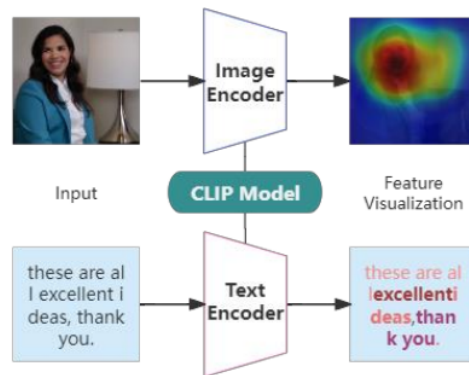 Image
Encoder
Input
CLIP Model
Feature
Visualization
these are al
l excellent i
deas, thank
you.
Text
Encoder
these are al
lexcellenti
deas,than
k you.